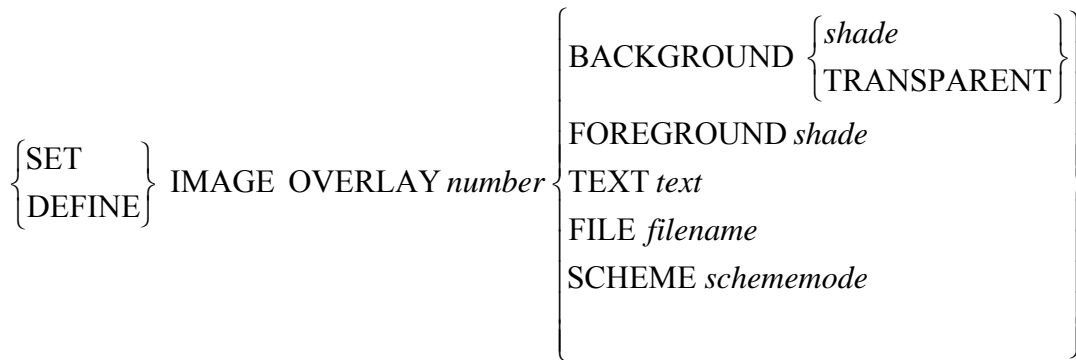 BACKGROUND shade
TRANSPARENT
FOREGROUND shade
SET
DEFINE
IMAGE OVERLAY number
TEXT text
FILE filename
SCHEME schememode